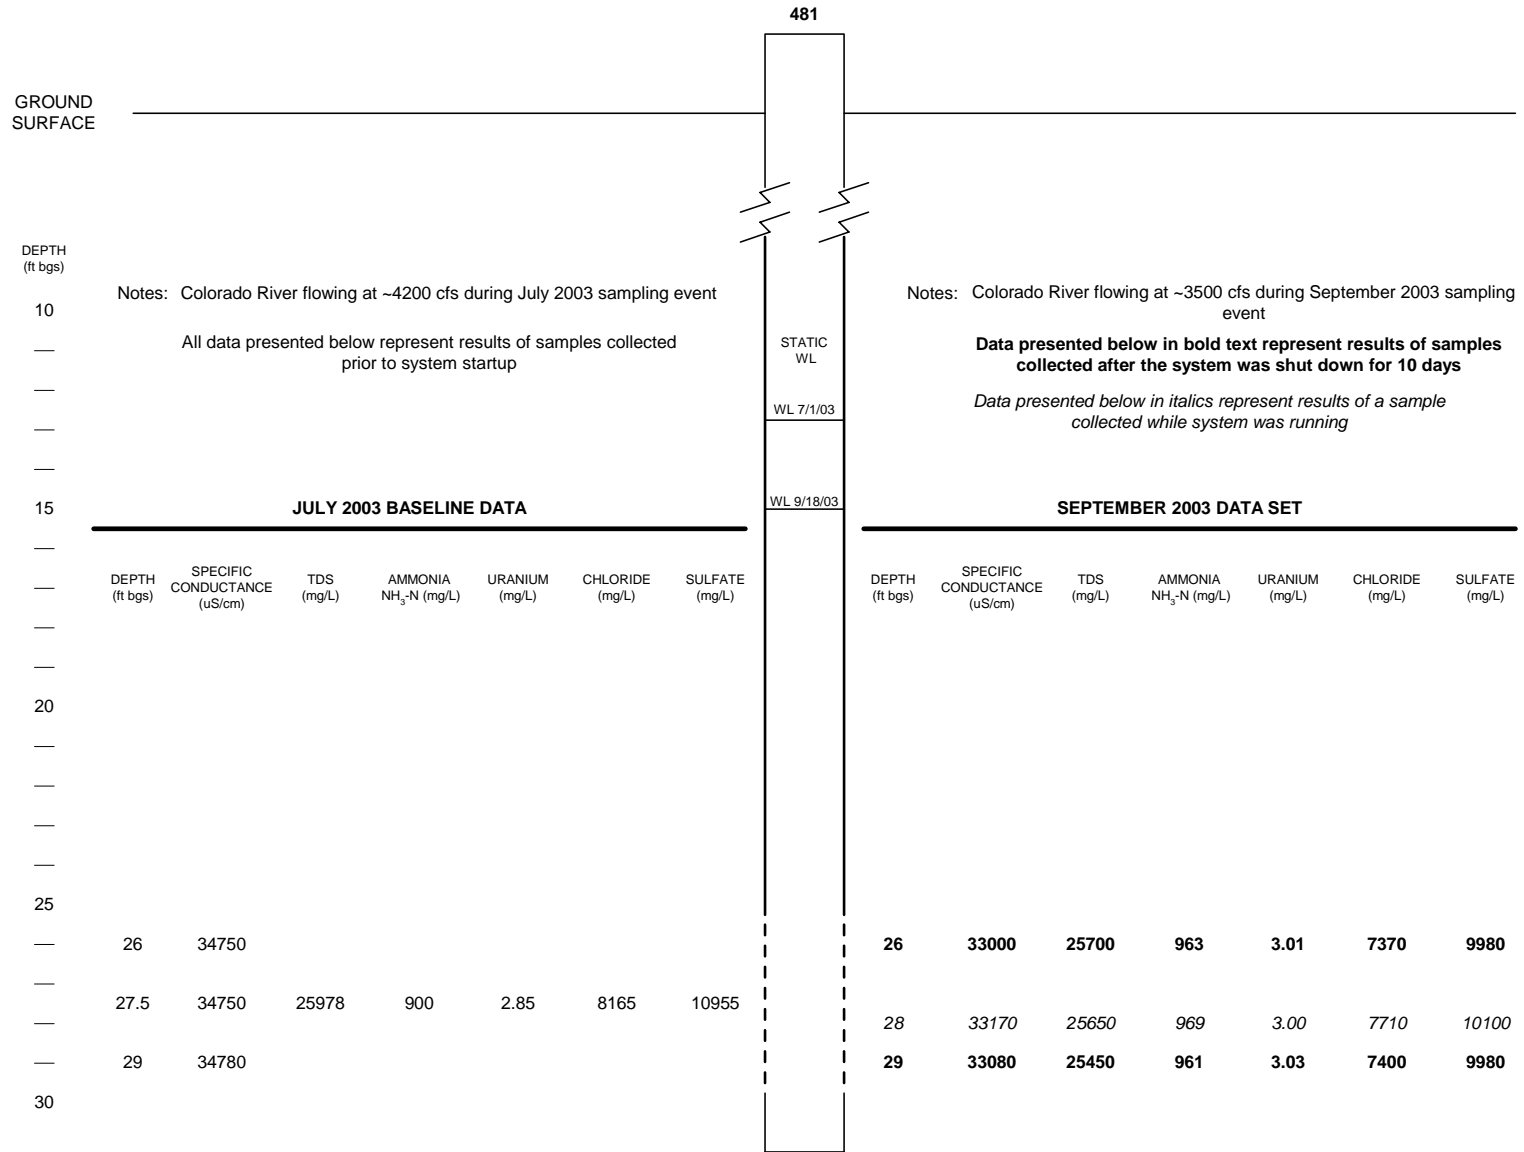 481
GROUND
SURFACE
DEPTH
(ft bgs)
Notes: Colorado River flowing at ~4200 cfs during July 2003 sampling event
All data presented below represent results of samples collected
prior to system startup
STATIC
WL
Notes: Colorado River flowing at ~3500 cfs during September 2003 sampling
event
Data presented below in bold text represent results of samples
collected after the system was shut down for 10 days
Data presented below in italics represent results of a sample
collected while system was running
10
WL 7/1/03
15
WL 9/18/03
JULY 2003 BASELINE DATA
SEPTEMBER 2003 DATA SET
DEPTH
(ft bgs)
SPECIFIC
CONDUCTANCE
(uS/cm)
TDS
(mg/L)
AMMONIA
NH3-N (mg/L)
URANIUM
(mg/L)
CHLORIDE
(mg/L)
SULFATE
(mg/L)
DEPTH
(ft bgs)
SPECIFIC
CONDUCTANCE
(uS/cm)
TDS
(mg/L)
AMMONIA
NH3-N (mg/L)
URANIUM
(mg/L)
CHLORIDE
(mg/L)
SULFATE
(mg/L)
20
25
26 34750
26 33000 25700 963 3.01 7370 9980
27.5 34750 25978 900 2.85 8165 10955
28 33170 25650 969 3.00 7710 10100
29 34780
29 33080 25450 961 3.03 7400 9980
30